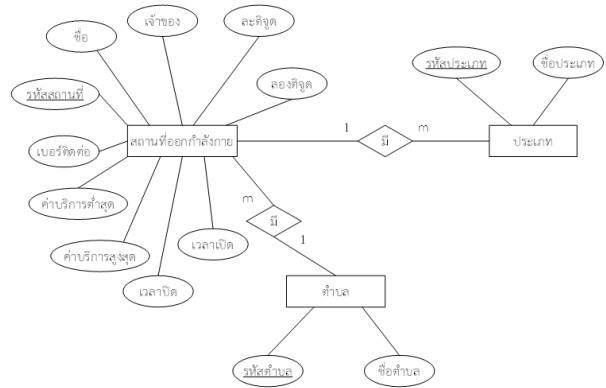 เจ้าของ
ละติจูด
ชื่อ
ลองติจูด
รหัสประเภท
ชื่อประเภท
รหัสสถานที่
สถานที่ออกกำลังกาย
1
มี
m
ประเภท
เบอร์ติดต่อ
ค่าบริการต่ำสุด
m
มี
1
เวลาเปิด
ค่าบริการสูงสุด
เวลาปิด
ตำบล
รหัสตำบล
ชื่อตำบล